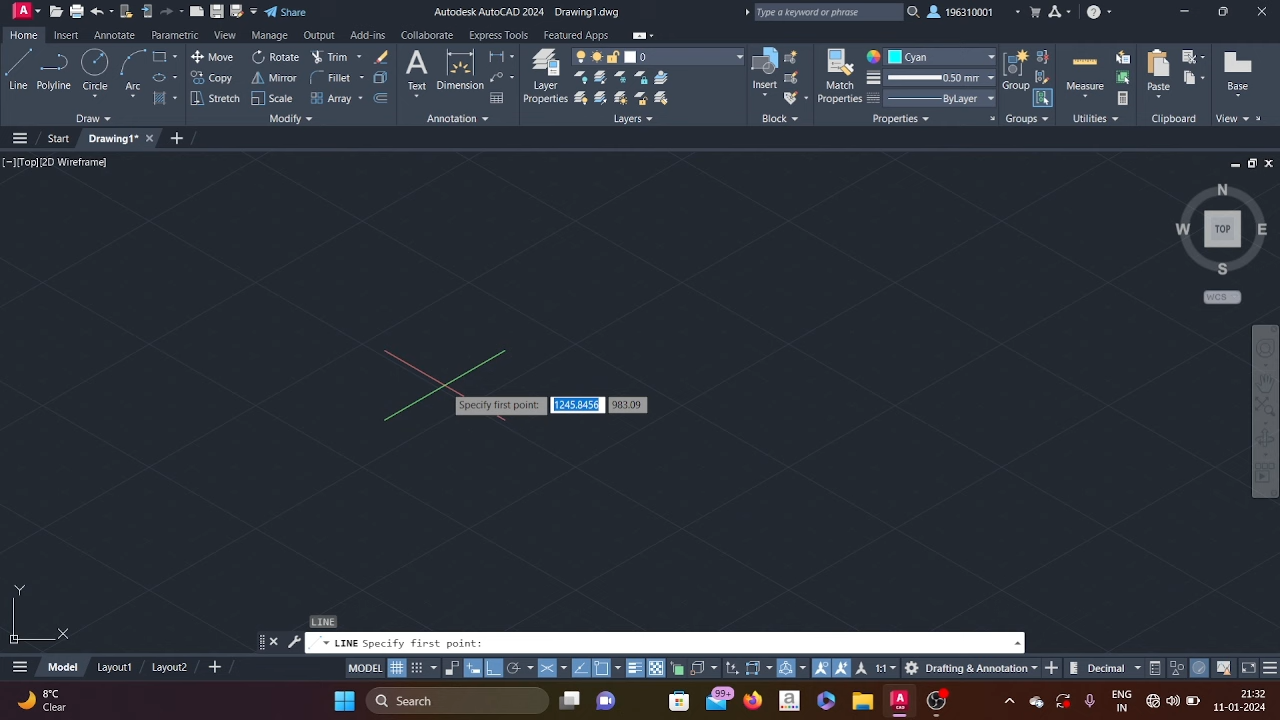 Share
Autodesk AutoCAD 2024 Drawing1.dwg
Type a keyword or phrase
196310001
Home Insert Annotate Parametric View Manage Output Add-ins Collaborate Express Tools Featured Apps
Line
Polyline
Circle
Arc
Move
Rotate
Trim
Copy
Mirror
Fillet
Stretch
Scale
Array
Text
Dimension
Layer
Properties
0
Insert
Match
Properties
Cyan
0.50 mm
ByLayer
Group
Measure
Paste
Base
Draw Modify Annotation Layers Block Properties Groups Utilities Clipboard View
Start Drawing1*
[−][Top][2D Wireframe]
N
W TOP E
S
WCS
Specify first point: 1245.8456 983.09
Y
X
LINE
LINE Specify first point:
Model Layout1 Layout2
MODEL 1:1 Drafting & Annotation Decimal
8°C
Clear
Search
99+
ENG
IN
21:32
11-01-2024